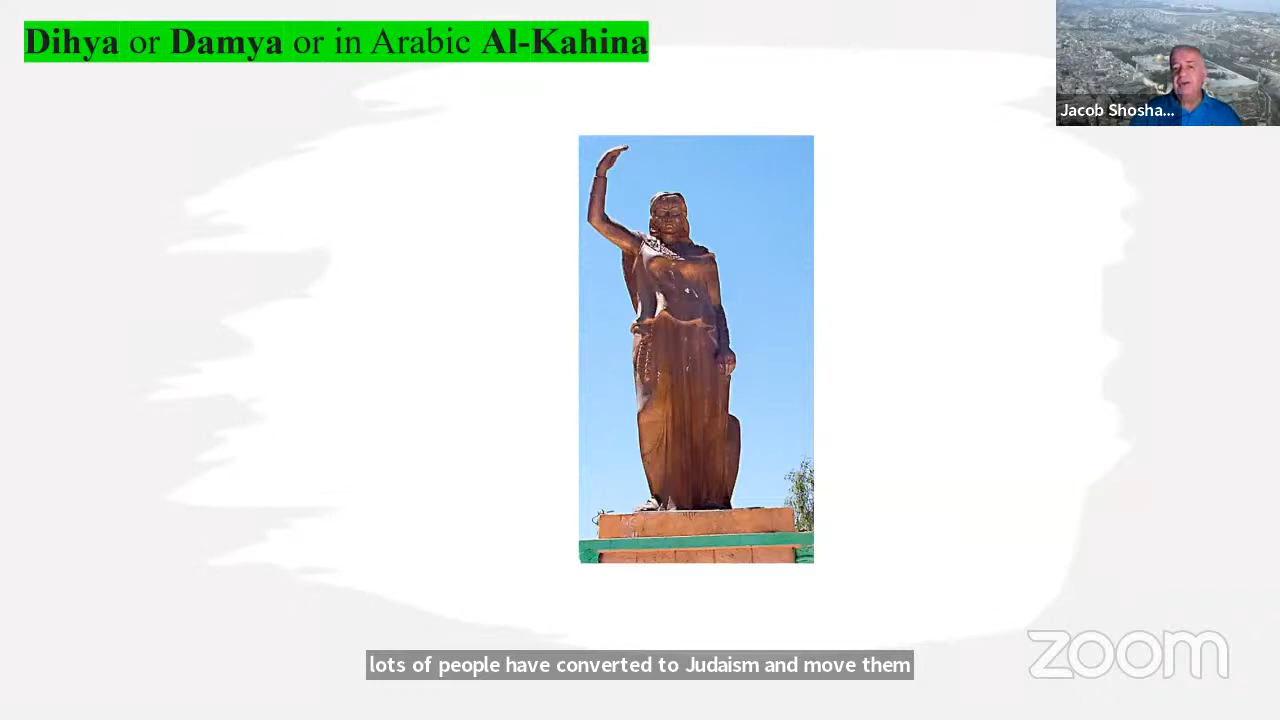 Dihya or Damya or in Arabic Al-Kahina
Jacob Shosha...
lots of people have converted to Judaism and move them
zoom